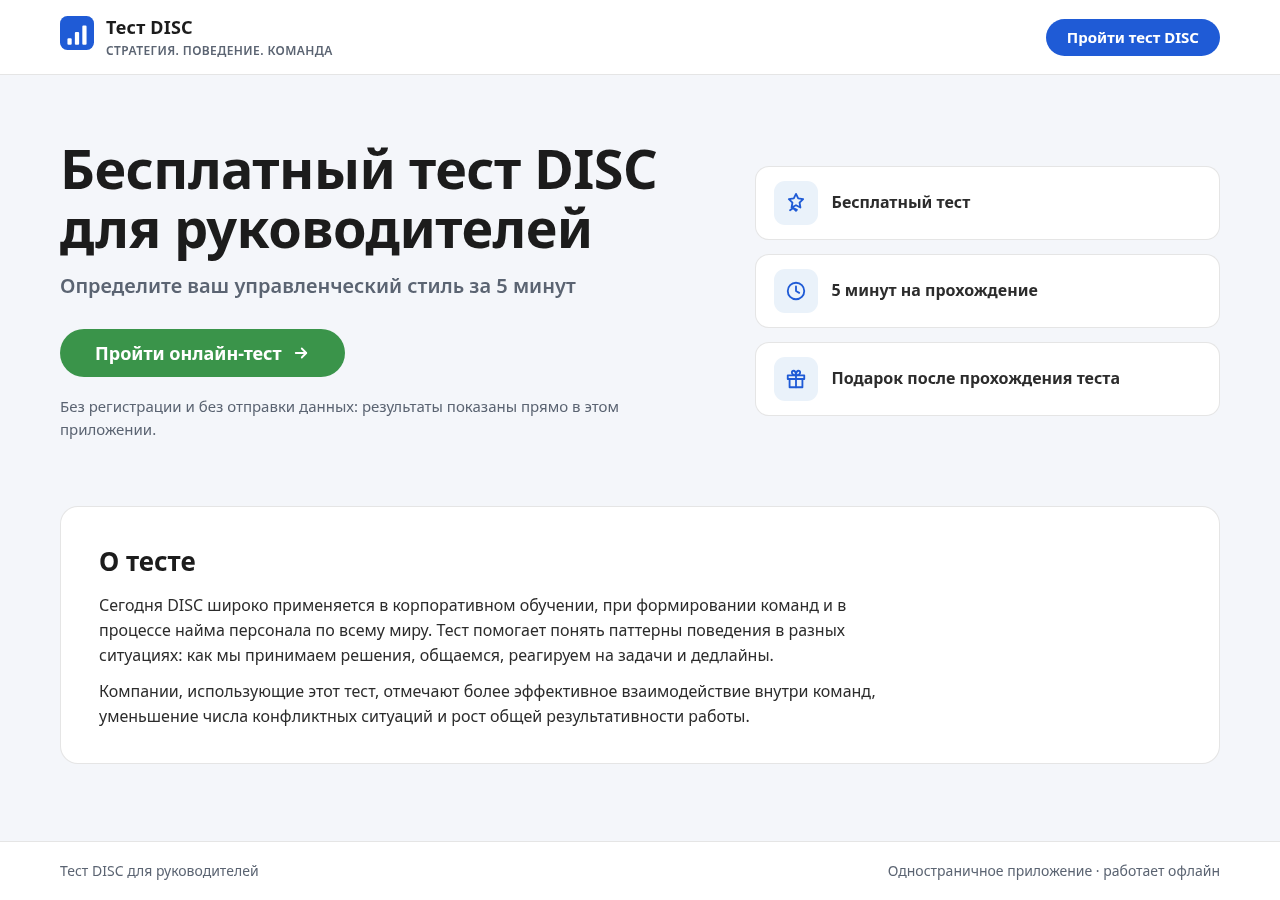 Тест DISC
СТРАТЕГИЯ. ПОВЕДЕНИЕ. КОМАНДА
Пройти тест DISC
Бесплатный тест DISC
для руководителей
Определите ваш управленческий стиль за 5 минут
Пройти онлайн-тест →
Без регистрации и без отправки данных: результаты показаны прямо в этом
приложении.
Бесплатный тест
5 минут на прохождение
Подарок после прохождения теста
О тесте
Сегодня DISC широко применяется в корпоративном обучении, при формировании команд и в
процессе найма персонала по всему миру. Тест помогает понять паттерны поведения в разных
ситуациях: как мы принимаем решения, общаемся, реагируем на задачи и дедлайны.
Компании, использующие этот тест, отмечают более эффективное взаимодействие внутри команд,
уменьшение числа конфликтных ситуаций и рост общей результативности работы.
Тест DISC для руководителей
Одностраничное приложение · работает офлайн